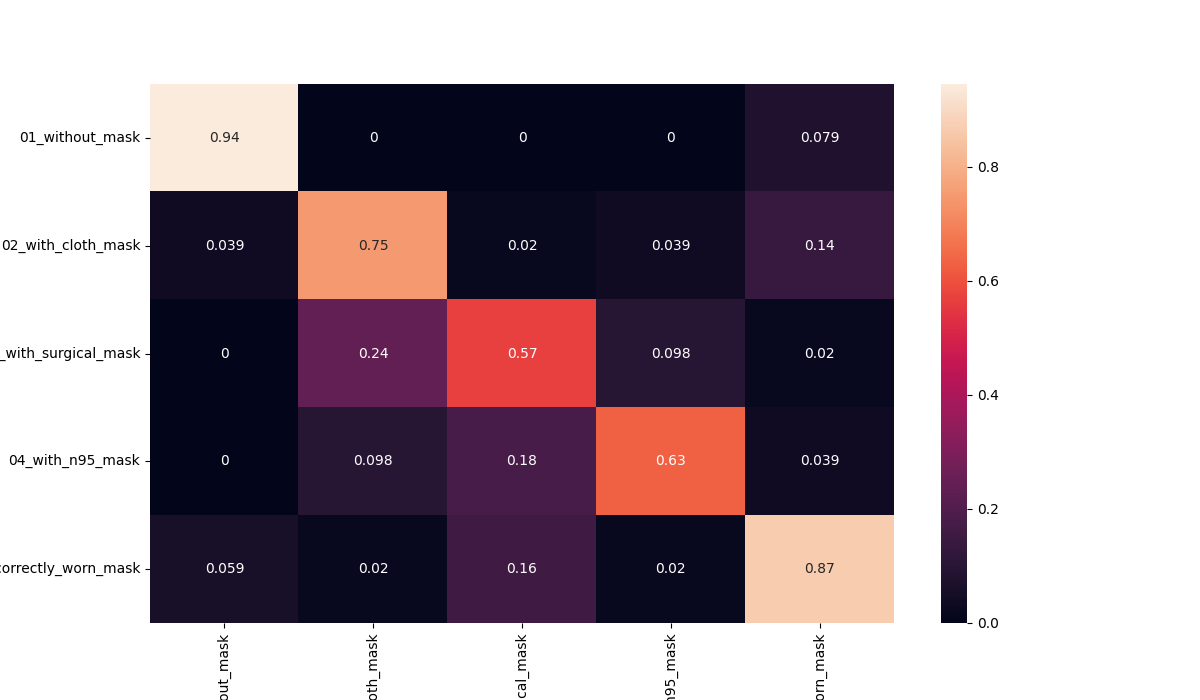 01_without_mask 0.94 0 0 0 0.079
02_with_cloth_mask 0.039 0.75 0.02 0.039 0.14
_with_surgical_mask 0 0.24 0.57 0.098 0.02
04_with_n95_mask 0 0.098 0.18 0.63 0.039
correctly_worn_mask 0.059 0.02 0.16 0.02 0.87
out_mask
oth_mask
cal_mask
n95_mask
orn_mask
0.8
0.6
0.4
0.2
0.0